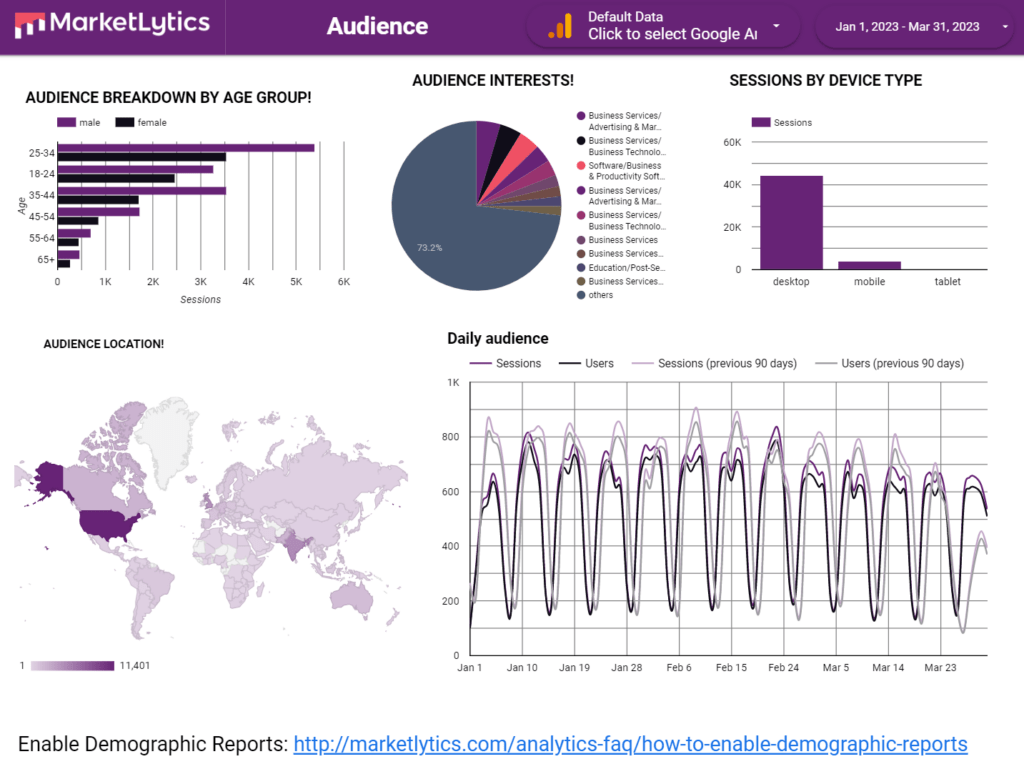 MarketLytics
Audience
Default Data
Click to select Google Ar
Jan 1, 2023 - Mar 31, 2023
AUDIENCE BREAKDOWN BY AGE GROUP!
male female
25-34
18-24
35-44
45-54
55-64
65+
Age
0 1K 2K 3K 4K 5K 6K
Sessions
AUDIENCE INTERESTS!
73.2%
Business Services/
Advertising & Mar...
Business Services/
Business Technolo...
Software/Business
& Productivity Soft...
Business Services/
Advertising & Mar...
Business Services/
Business Technolo...
Business Services
Business Services...
Education/Post-Se...
Business Services...
others
SESSIONS BY DEVICE TYPE
Sessions
60K
40K
20K
0
desktop mobile tablet
AUDIENCE LOCATION!
1 11,401
Daily audience
Sessions Users Sessions (previous 90 days) Users (previous 90 days)
1K
800
600
400
200
0
Jan 1 Jan 10 Jan 19 Jan 28 Feb 6 Feb 15 Feb 24 Mar 5 Mar 14 Mar 23
Enable Demographic Reports: http://marketlytics.com/analytics-faq/how-to-enable-demographic-reports